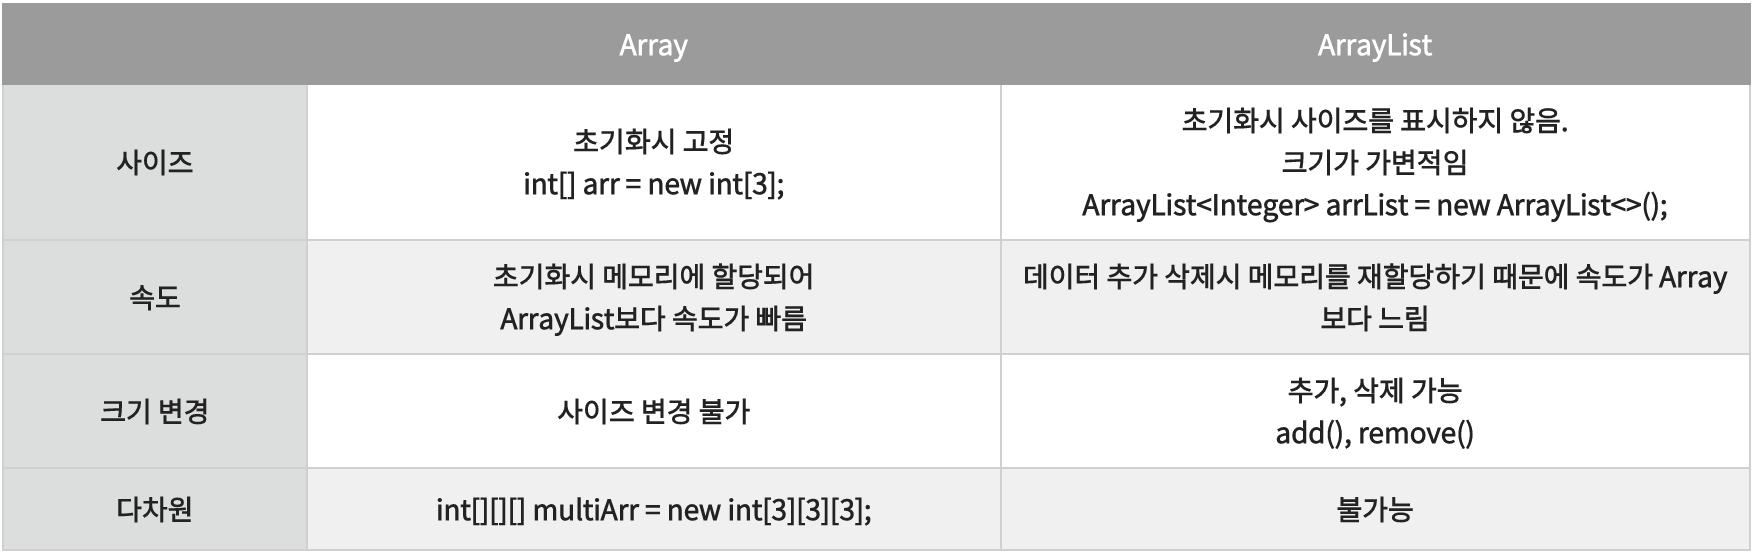 Array
ArrayList
사이즈
초기화시 고정
int[] arr = new int[3];
초기화시 사이즈를 표시하지 않음.
크기가 가변적임
ArrayList<Integer> arrList = new ArrayList<>();
속도
초기화시 메모리에 할당되어
ArrayList보다 속도가 빠름
데이터 추가 삭제시 메모리를 재할당하기 때문에 속도가 Array
보다 느림
크기 변경
사이즈 변경 불가
추가, 삭제 가능
add(), remove()
다차원
int[][][] multiArr = new int[3][3][3];
불가능